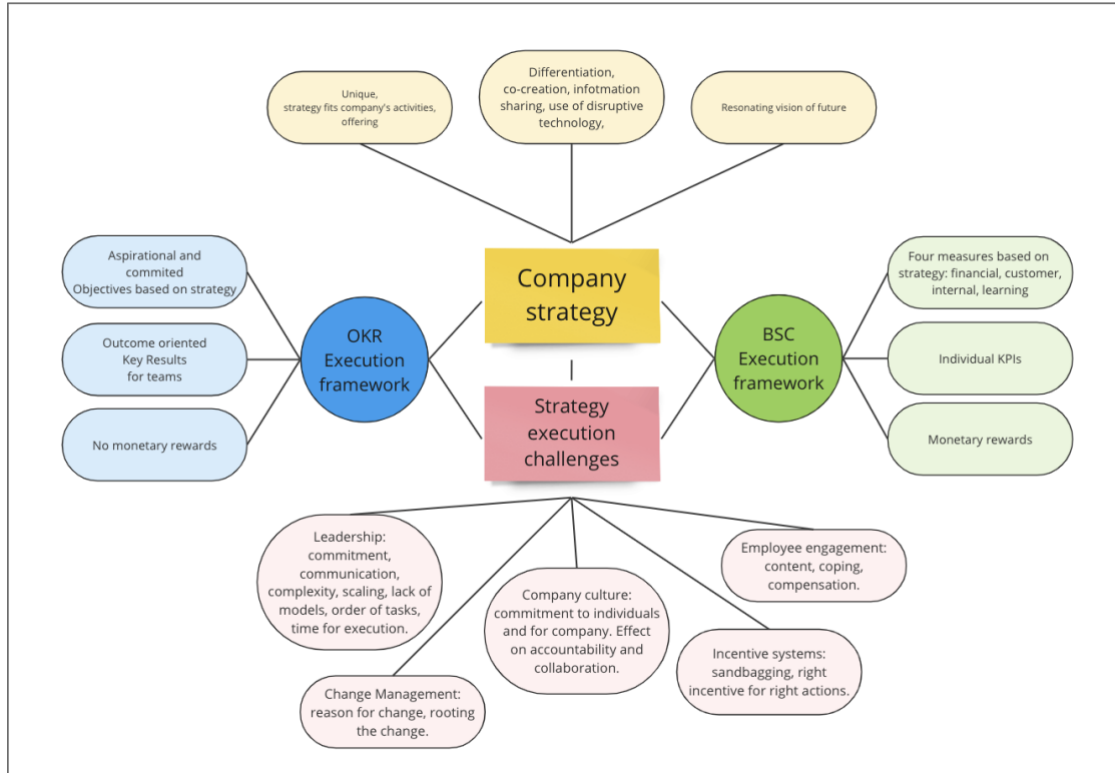 Unique,
strategy fits company's activities,
offering
Differentiation,
co-creation, infotmation
sharing, use of disruptive
technology,
Resonating vision of future
Company
strategy
Aspirational and
commited
Objectives based on strategy
Outcome oriented
Key Results
for teams
No monetary rewards
OKR
Execution
framework
BSC
Execution
framework
Four measures based on
strategy: financial, customer,
internal, learning
Individual KPIs
Monetary rewards
Strategy
execution
challenges
Leadership:
commitment,
communication,
complexity, scaling, lack of
models, order of tasks,
time for execution.
Change Management:
reason for change, rooting
the change.
Company culture:
commitment to individuals
and for company. Effect
on accountability and
collaboration.
Employee engagement:
content, coping,
compensation.
Incentive systems:
sandbagging, right
incentive for right actions.